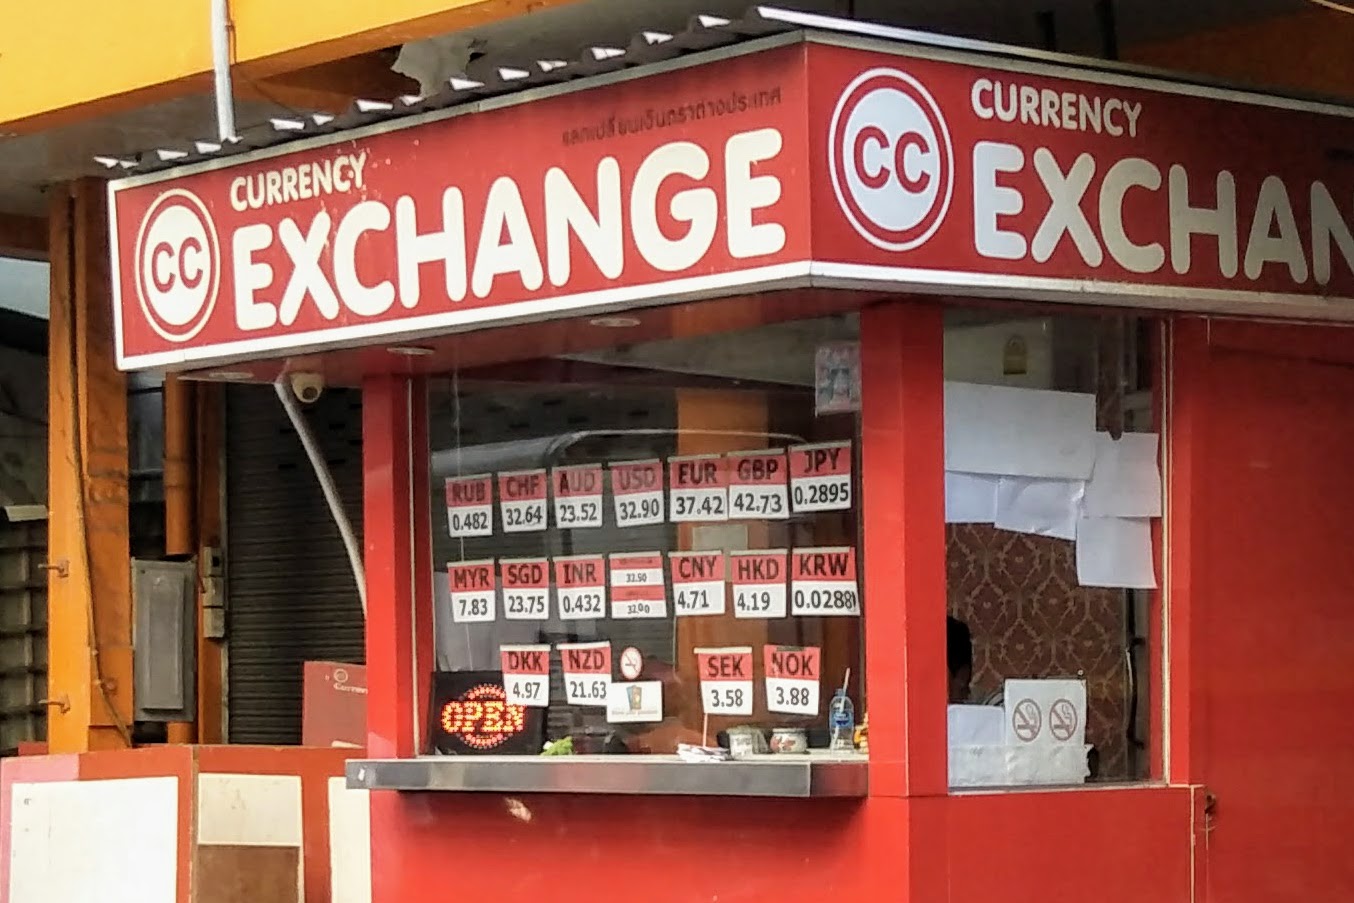 แลกเปลี่ยนเงินตราต่างประเทศ
CC
CURRENCY
EXCHANGE
CC
CURRENCY
EXCHAN
RUB
0.482
CHF
32.64
AUD
23.52
USD
32.90
EUR
37.42
GBP
42.73
JPY
0.2895
MYR
7.83
SGD
23.75
INR
0.432
32.50
32.00
CNY
4.71
HKD
4.19
KRW
0.0288
DKK
4.97
NZD
21.63
SEK
3.58
NOK
3.88
OPEN